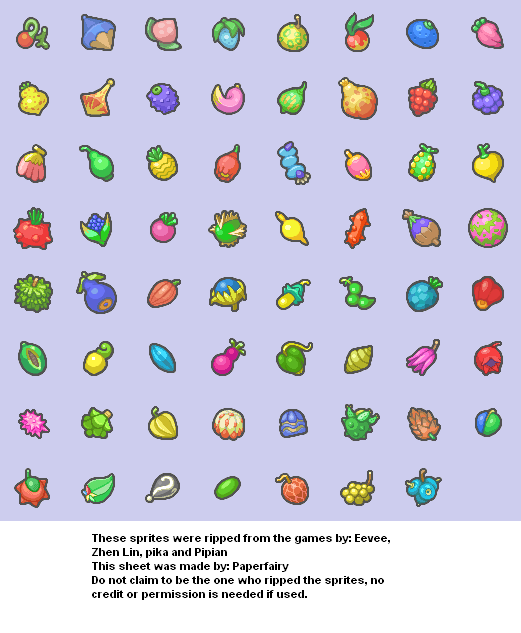 These sprites were ripped from the games by: Eevee,
Zhen Lin, pika and Pipian
This sheet was made by: Paperfairy
Do not claim to be the one who ripped the sprites, no
credit or permission is needed if used.